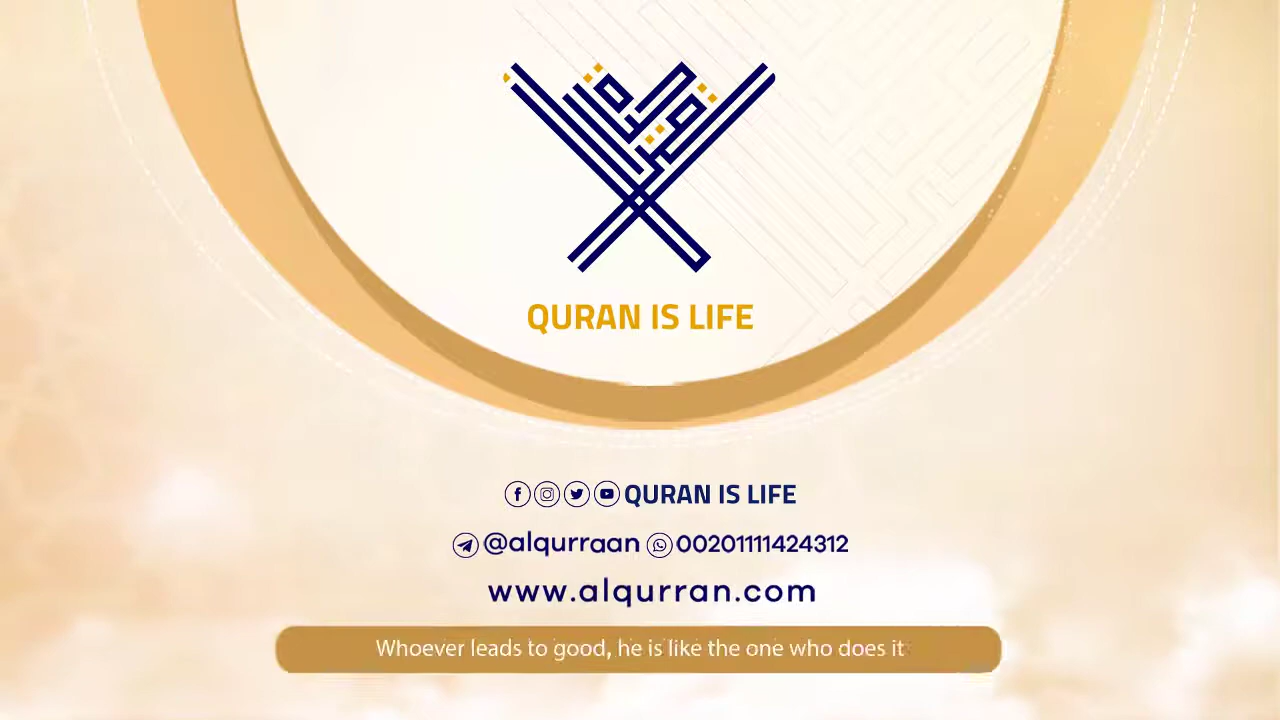 QURAN IS LIFE
QURAN IS LIFE
@alqurraan 00201111424312
www.alqurran.com
Whoever leads to good, he is like the one who does it